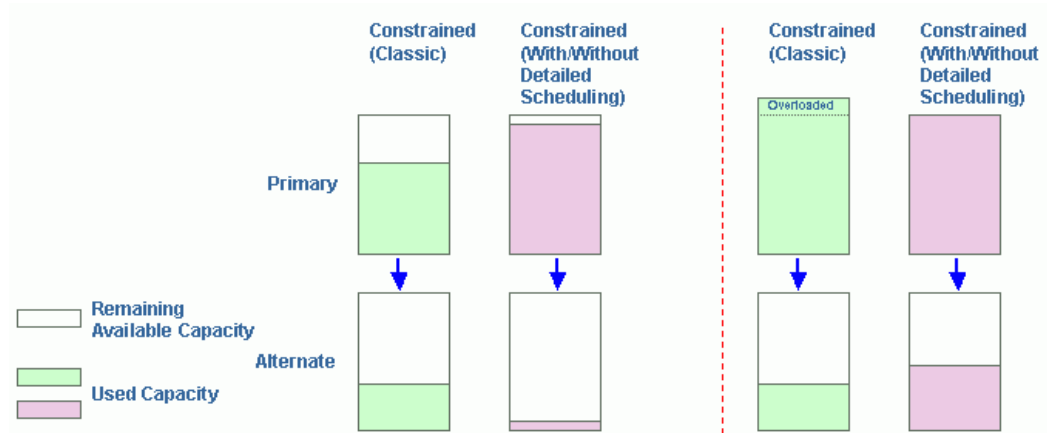 Constrained
(Classic)
Constrained
(With/Without
Detailed
Scheduling)
Constrained
(Classic)
Constrained
(With/Without
Detailed
Scheduling)
Overloaded
Primary
Remaining
Available Capacity
Alternate
Used Capacity